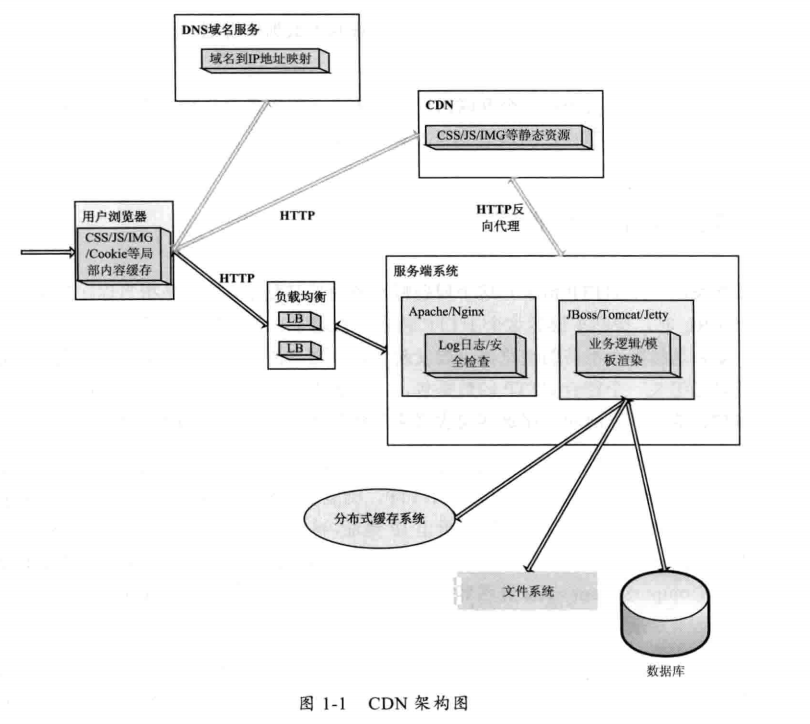 DNS域名服务
域名到IP地址映射
CDN
CSS/JS/IMG等静态资源
HTTP
HTTP反
向代理
用户浏览器
CSS/JS/IMG
/Cookie等局
部内容缓存
HTTP
负载均衡
LB
LB
服务端系统
Apache/Nginx
Log日志/安
全检查
JBoss/Tomcat/Jetty
业务逻辑/模
板渲染
分布式缓存系统
文件系统
数据库
图 1-1 CDN 架构图